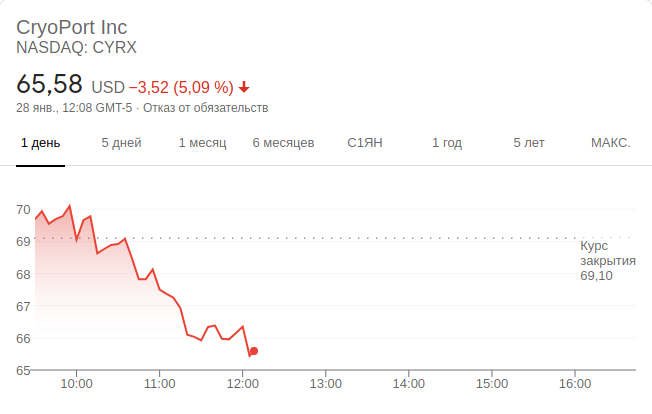 CryoPort Inc
NASDAQ: CYRX
65,58 USD −3,52 (5,09 %)
28 янв., 12:08 GMT-5 · Отказ от обязательств
1 день 5 дней 1 месяц 6 месяцев С1ЯН 1 год 5 лет МАКС.
70
69
68
67
66
65
Курс
закрытия
69,10
10:00 11:00 12:00 13:00 14:00 15:00 16:00